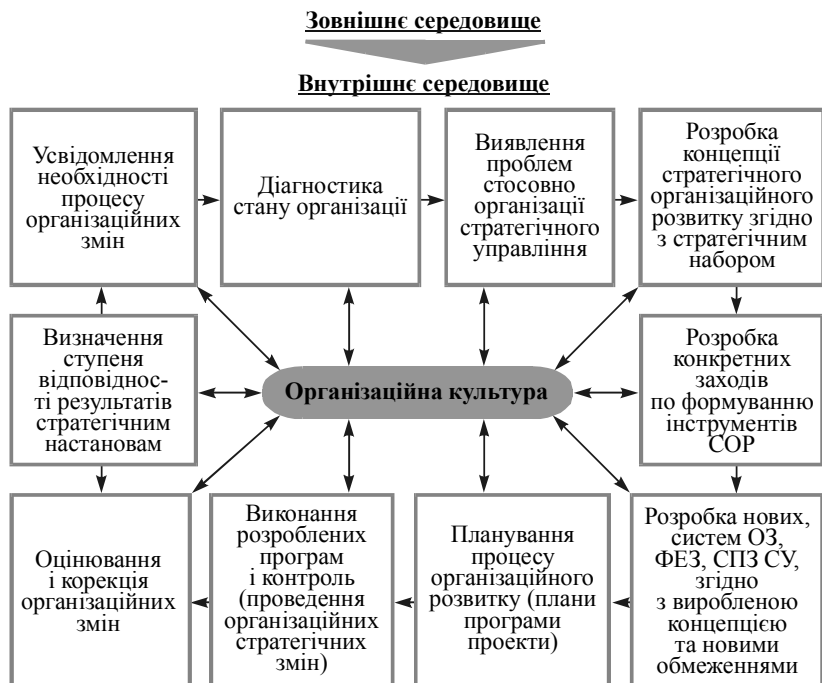 Зовнішнє середовище
Внутрішнє середовище
Усвідомлення
необхідності
процесу
організаційних
змін
Діагностика
стану організації
Виявлення
проблем
стосовно
організації
стратегічного
управління
Розробка
концепції
стратегічного
організаційного
розвитку згідно
з стратегічним
набором
Визначення
ступеня
відповіднос-
ті результатів
стратегічним
настановам
Організаційна культура
Розробка
конкретних
заходів
по формуванню
інструментів
СОР
Оцінювання
і корекція
організаційних
змін
Виконання
розроблених
програм
і контроль
(проведення
організаційних
стратегічних
змін)
Планування
процесу
організаційного
розвитку (плани
програми
проекти)
Розробка нових,
систем ОЗ,
ФЕЗ, СПЗ СУ,
згідно
з виробленою
концепцією
та новими
обмеженнями